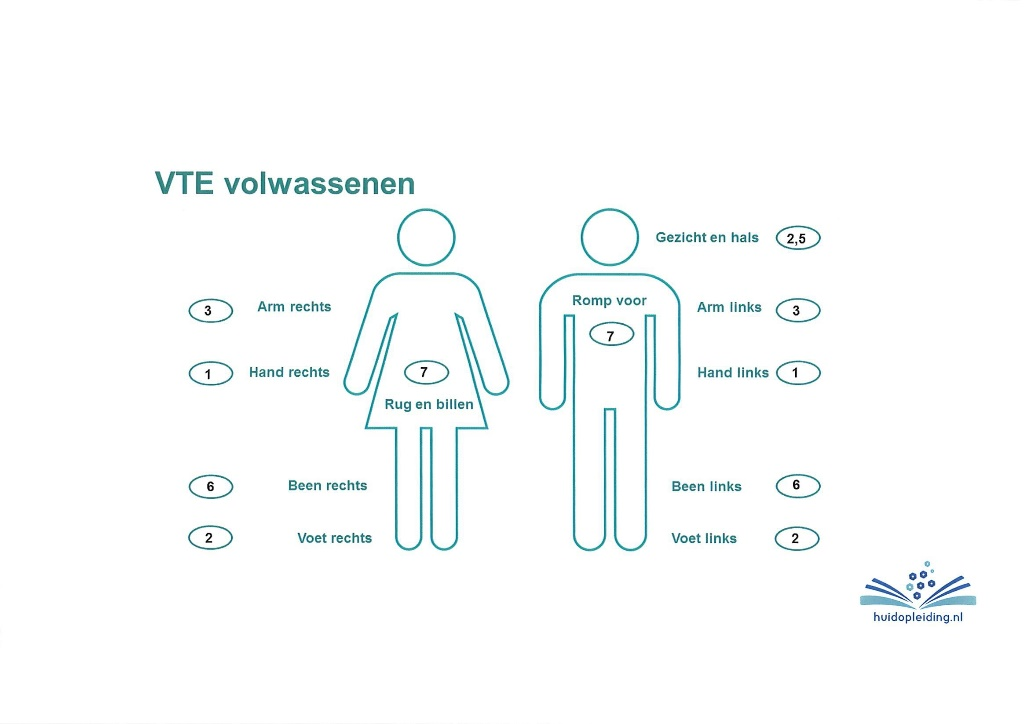 VTE volwassenen
Gezicht en hals 2,5
3 Arm rechts
Romp voor
7
Arm links 3
1 Hand rechts
7
Rug en billen
Hand links 1
6 Been rechts
Been links 6
2 Voet rechts
Voet links 2
huidopleiding.nl